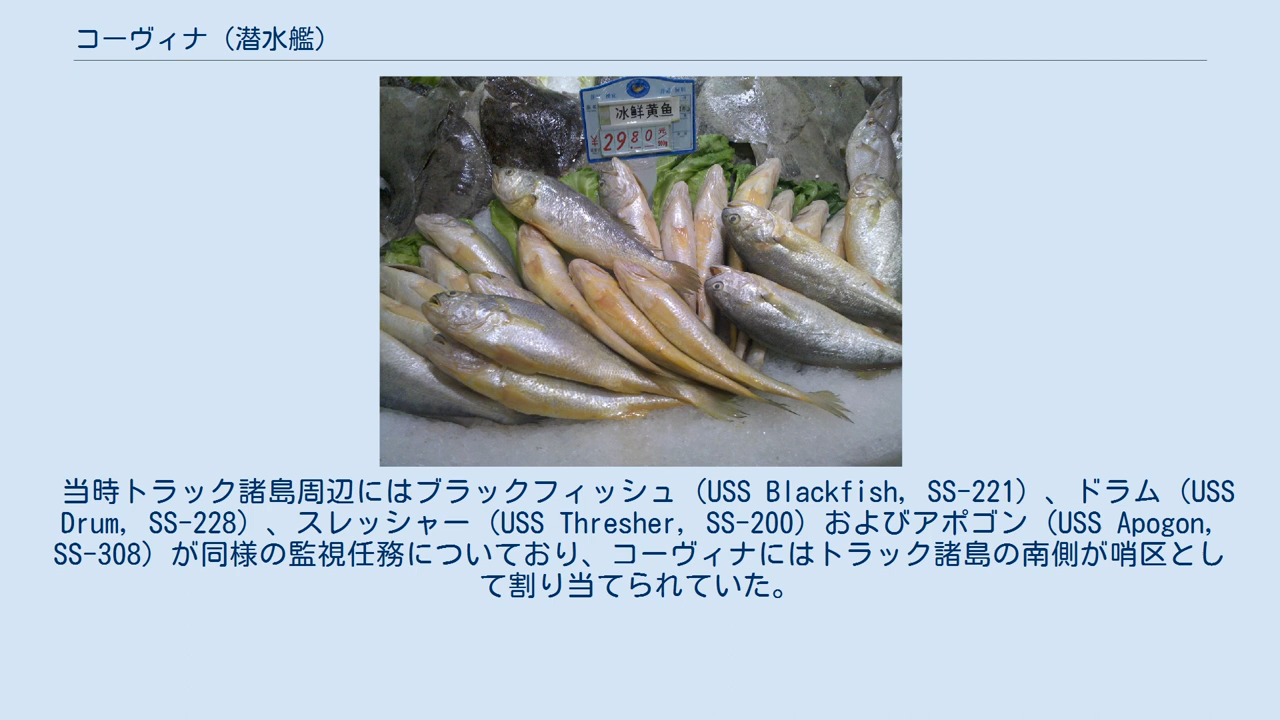 コーヴィナ（潜水艦）
冰鲜黄鱼
2980
当時トラック諸島周辺にはブラックフィッシュ（USS Blackfish, SS-221）、ドラム（USS
Drum, SS-228）、スレッシャー（USS Thresher, SS-200）およびアポゴン（USS Apogon,
SS-308）が同様の監視任務についており、コーヴィナにはトラック諸島の南側が哨区とし
て割り当てられていた。